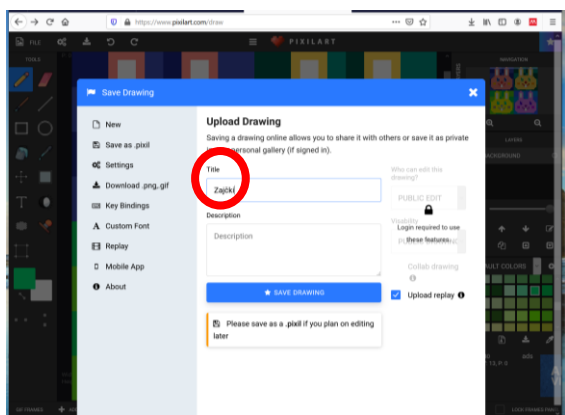 https://www.pixilart.com/draw
FILE
PIXILART
TOOLS
NAVIGATION
Save Drawing
New
Save as .pixil
Settings
Download .png, .gif
Key Bindings
Custom Font
Replay
Mobile App
About
Upload Drawing
Saving a drawing online allows you to share it with others or save it as private
personal gallery (if signed in).
Title
Zajčki
Description
Description
SAVE DRAWING
Please save as a .pixil if you plan on editing
later
Who can edit this
drawing?
PUBLIC EDIT
Login required to use
these features.
Collab drawing
Upload replay
LAYERS
BACKGROUND
GIF FRAMES